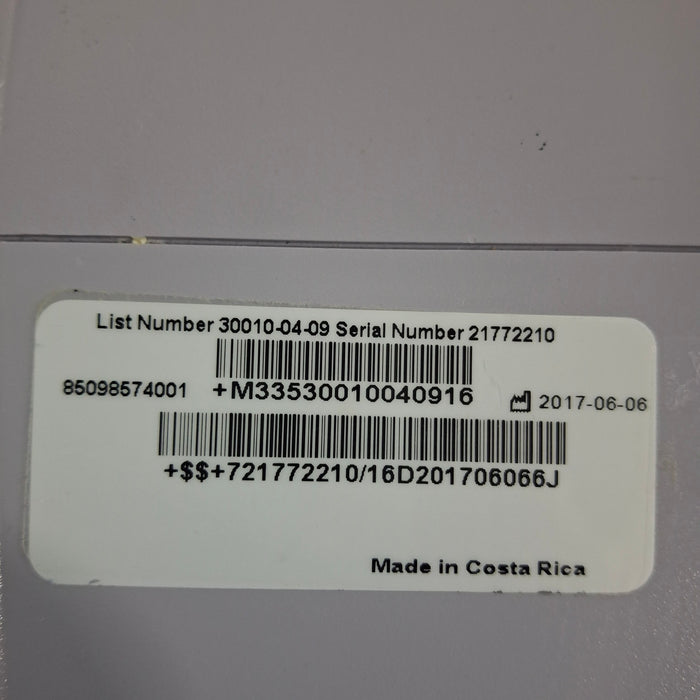 List Number 30010-04-09 Serial Number 21772210
85098574001 +M33530010040916 2017-06-06
+$$+721772210/16D201706066J
Made in Costa Rica